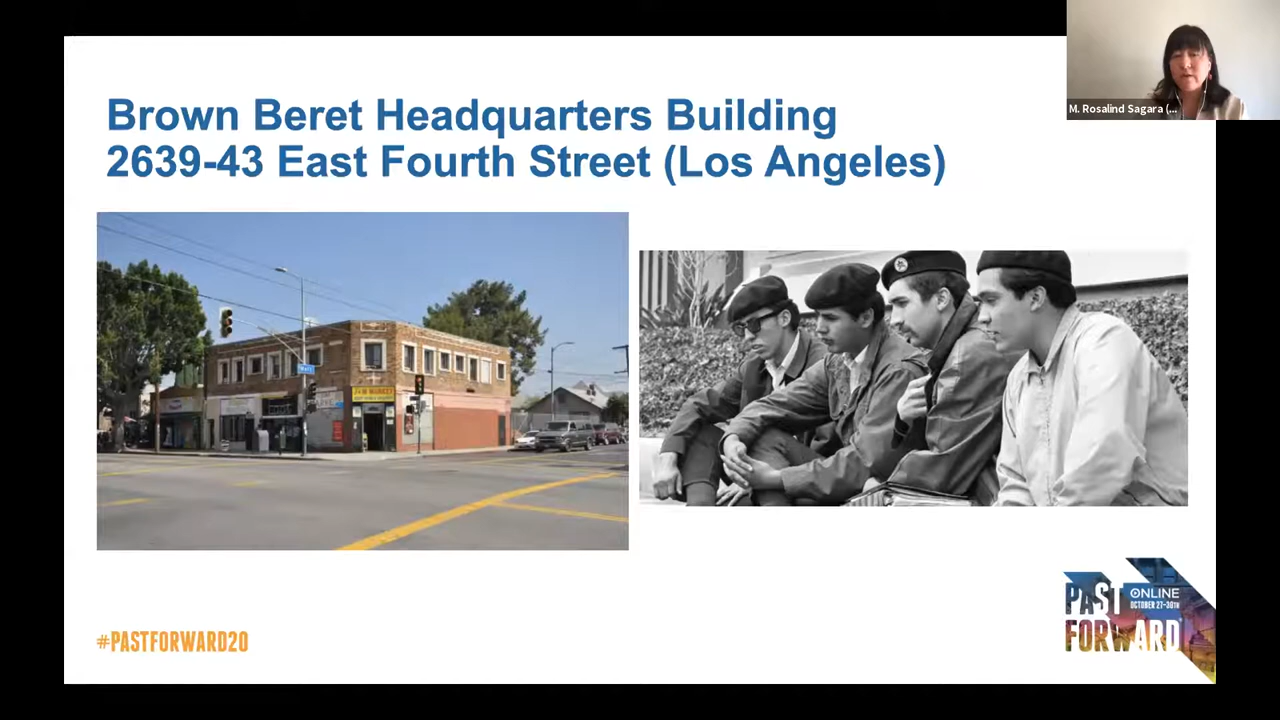 Brown Beret Headquarters Building
2639-43 East Fourth Street (Los Angeles)
M. Rosalind Sagara (...
#PASTFORWARD20
PAST
FORWARD
ONLINE
OCTOBER 27-30TH